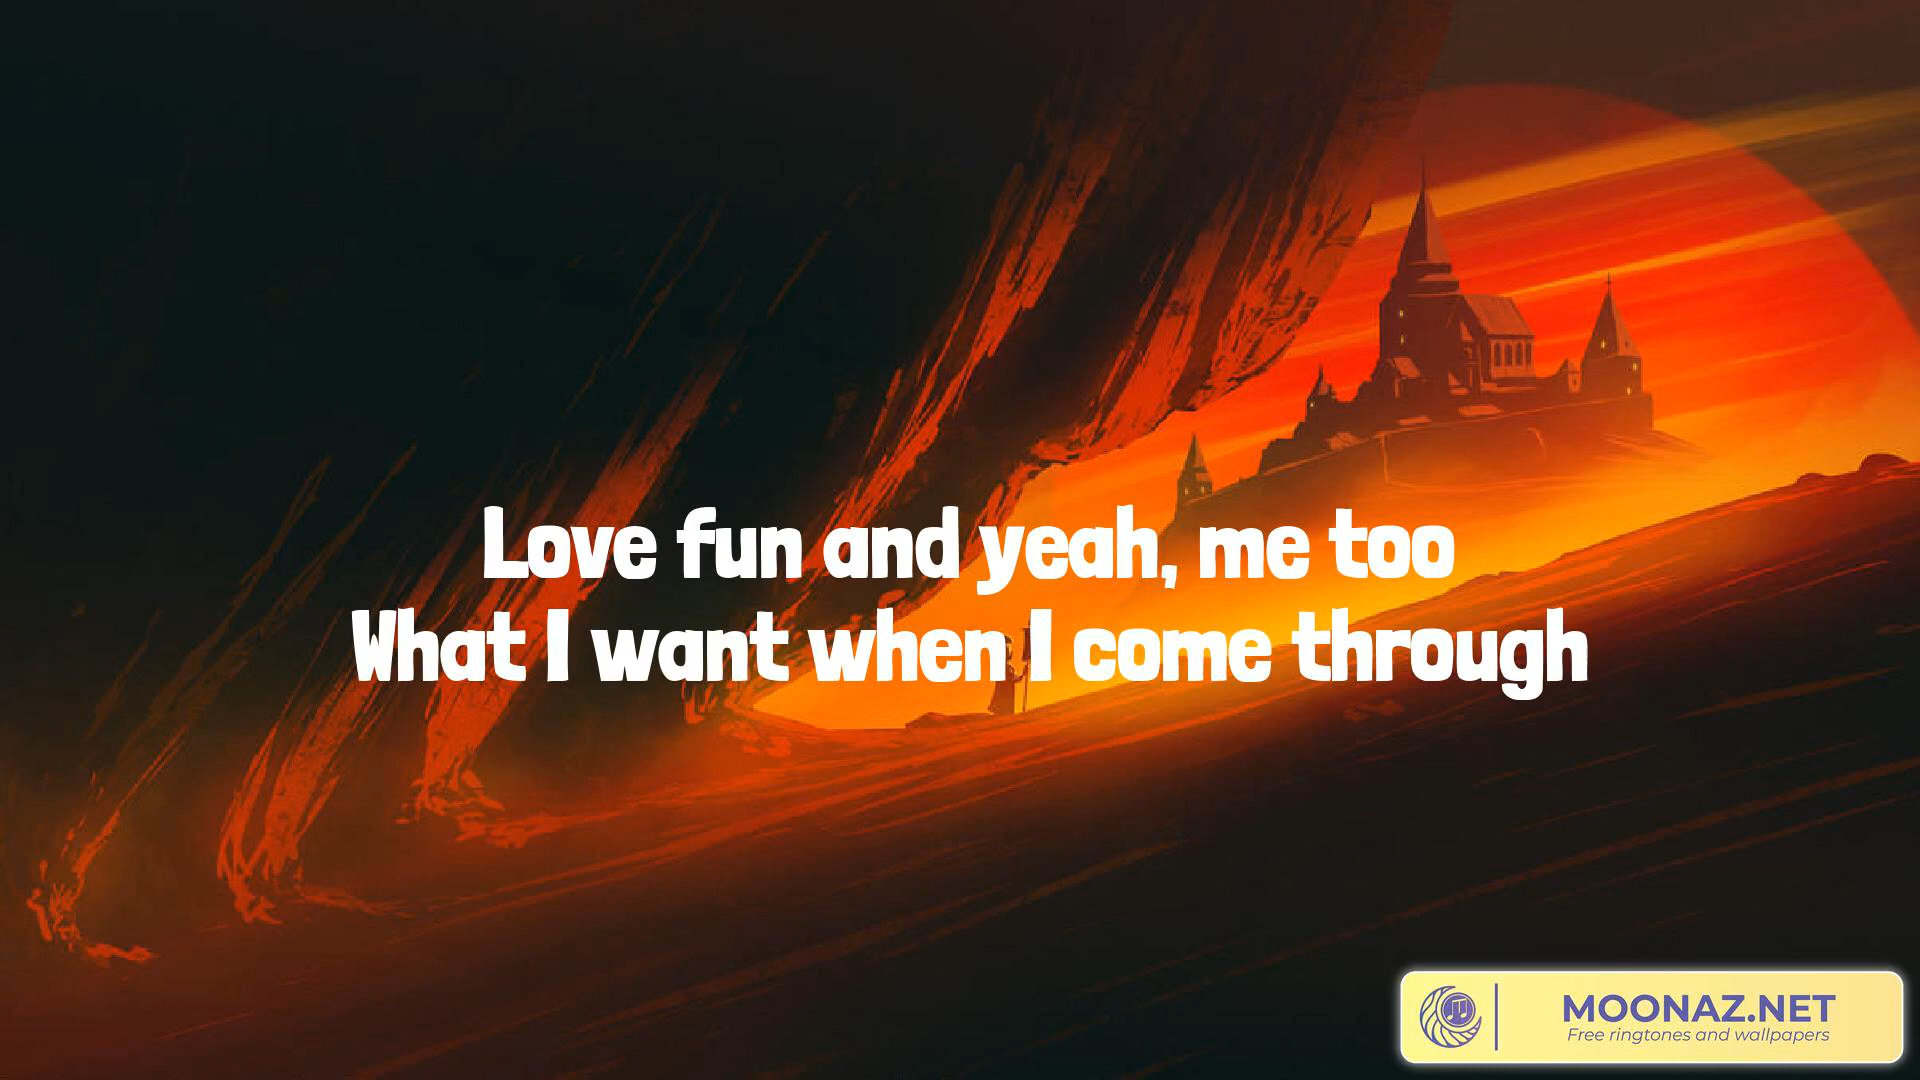 Love fun and yeah, me too
What I want when I come through
MOONAZ.NET
Free ringtones and wallpapers